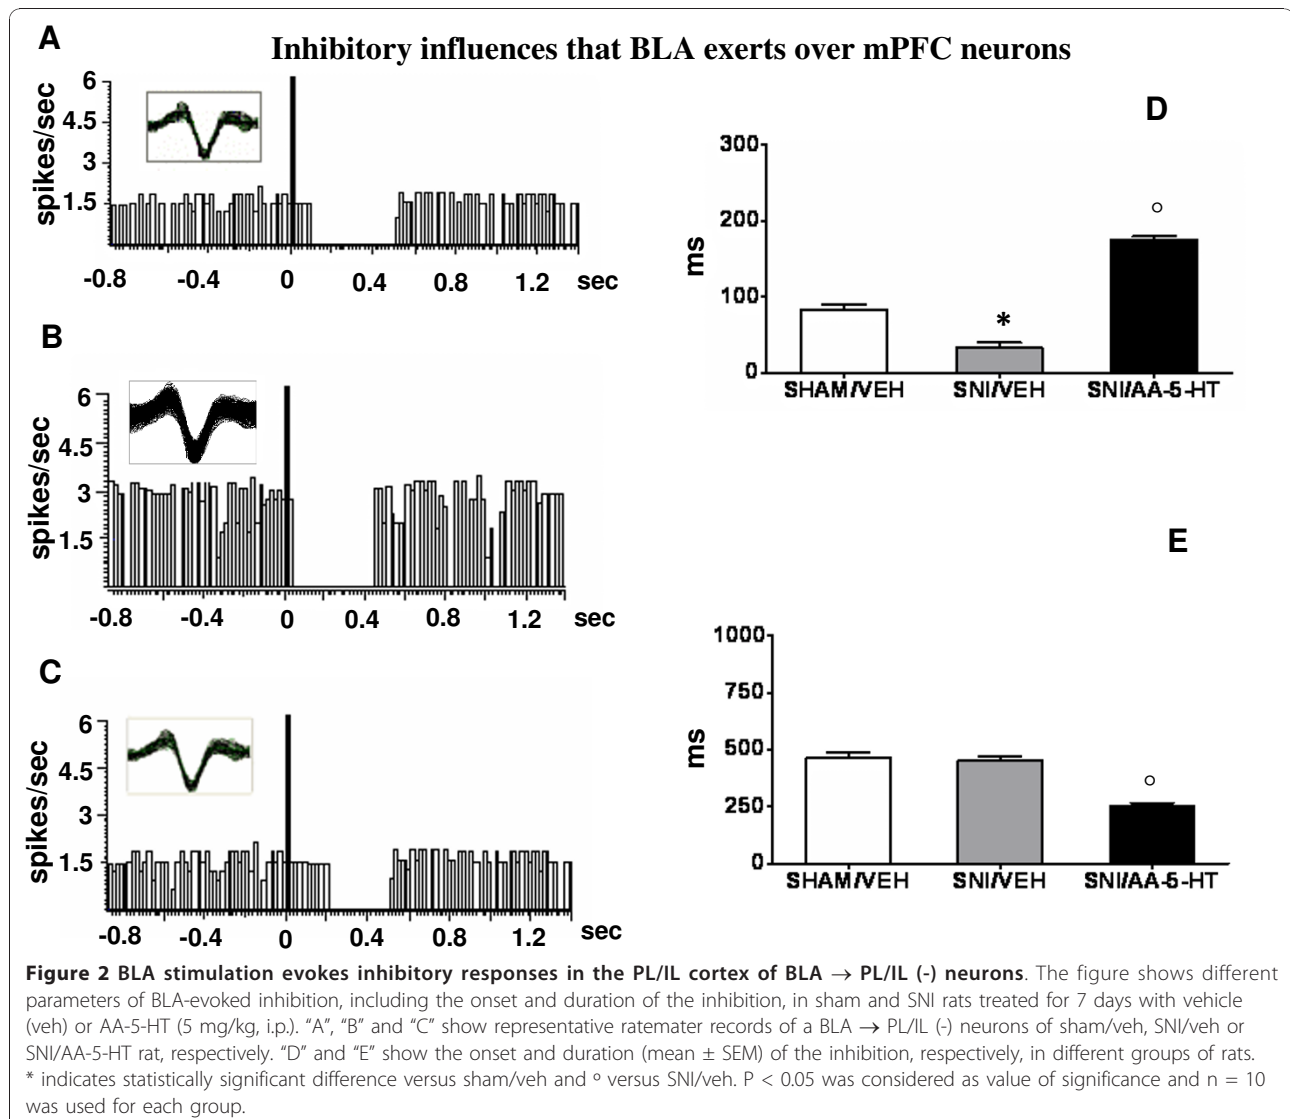 A
Inhibitory influences that BLA exerts over mPFC neurons
spikes/sec
6
4.5
3
1.5
-0.8 -0.4 0 0.4 0.8 1.2 sec
B
spikes/sec
6
4.5
3
1.5
-0.8 -0.4 0 0.4 0.8 1.2 sec
C
spikes/sec
6
4.5
3
1.5
-0.8 -0.4 0 0.4 0.8 1.2 sec
D
ms
300
200
100
0
*
°
SHAM/VEH SNI/VEH SNI/AA-5-HT
E
ms
1000
750
500
250
0
°
SHAM/VEH SNI/VEH SNI/AA-5-HT
Figure 2 BLA stimulation evokes inhibitory responses in the PL/IL cortex of BLA → PL/IL (-) neurons. The figure shows different
parameters of BLA-evoked inhibition, including the onset and duration of the inhibition, in sham and SNI rats treated for 7 days with vehicle
(veh) or AA-5-HT (5 mg/kg, i.p.). “A”, “B” and “C” show representative ratemater records of a BLA → PL/IL (-) neurons of sham/veh, SNI/veh or
SNI/AA-5-HT rat, respectively. “D” and “E” show the onset and duration (mean ± SEM) of the inhibition, respectively, in different groups of rats.
* indicates statistically significant difference versus sham/veh and º versus SNI/veh. P < 0.05 was considered as value of significance and n = 10
was used for each group.